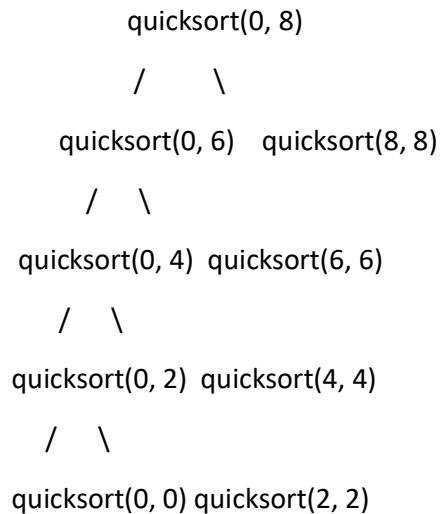 quicksort(0, 8)
/ \
quicksort(0, 6) quicksort(8, 8)
/ \
quicksort(0, 4) quicksort(6, 6)
/ \
quicksort(0, 2) quicksort(4, 4)
/ \
quicksort(0, 0) quicksort(2, 2)